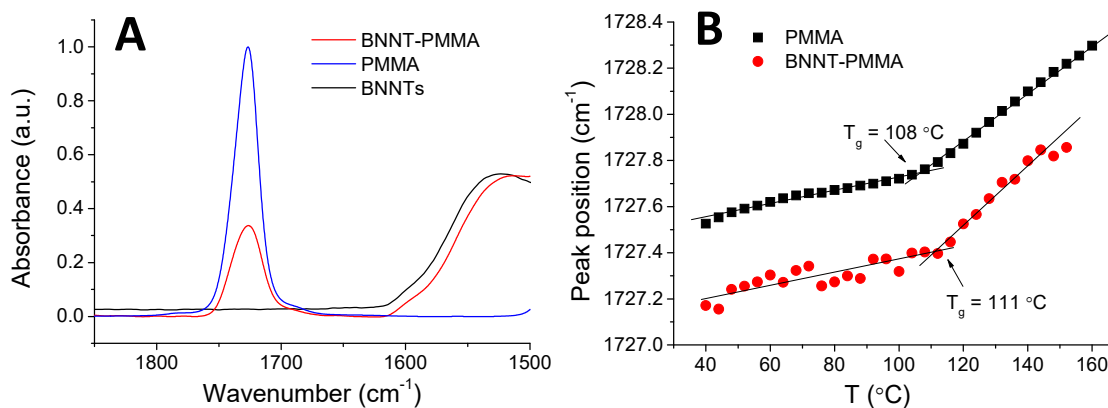 A
BNNT-PMMA
PMMA
BNNTs
1.0
0.8
0.6
0.4
0.2
0.0
Absorbance (a.u.)
1800
1700
1600
1500
Wavenumber (cm⁻¹)
B
PMMA
BNNT-PMMA
1728.4
1728.2
1728.0
1727.8
1727.6
1727.4
1727.2
1727.0
Peak position (cm⁻¹)
T_g = 108 °C
T_g = 111 °C
40
60
80
100
120
140
160
T (°C)